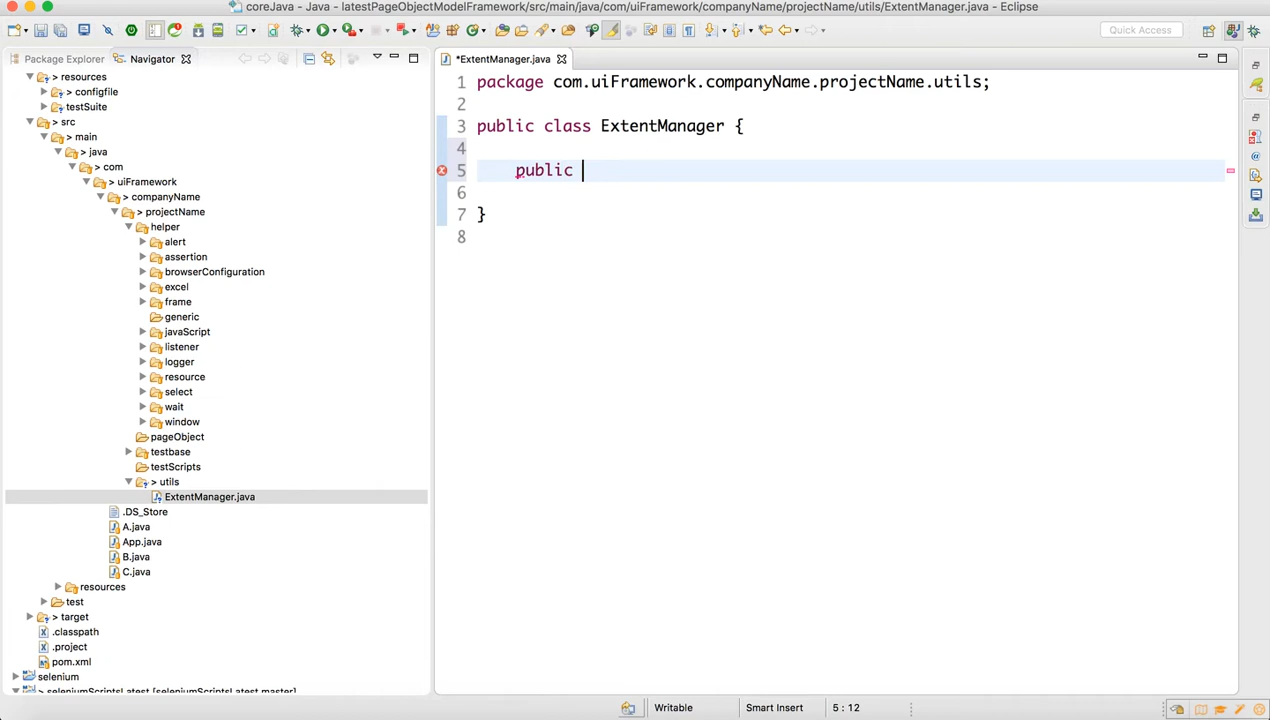 coreJava - Java - latestPageObjectModelFramework/src/main/java/com/uiFramework/companyName/projectName/utils/ExtentManager.java - Eclipse
Quick Access
Package Explorer
Navigator
*ExtentManager.java
> resources
> configfile
testSuite
> src
> main
> java
> com
> uiFramework
> companyName
> projectName
helper
alert
assertion
browserConfiguration
excel
frame
generic
javaScript
listener
logger
resource
select
wait
window
pageObject
testbase
testScripts
> utils
ExtentManager.java
.DS_Store
A.java
App.java
B.java
C.java
resources
test
> target
.classpath
.project
pom.xml
selenium
> seleniumScriptsLatest [seleniumScriptsLatest master]
1 package com.uiFramework.companyName.projectName.utils;
2
3 public class ExtentManager {
4
5 public
6
7 }
8
Writable
Smart Insert
5 : 12